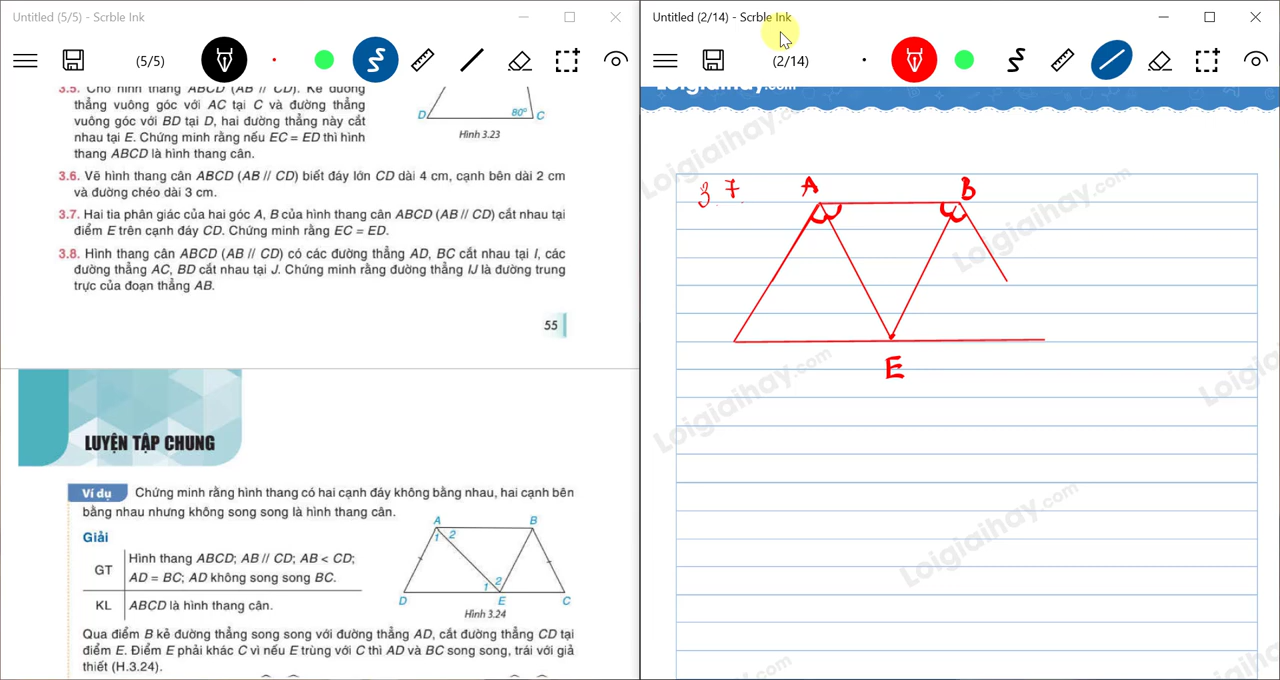 Untitled (5/5) - Scrble Ink
(5/5)
3.5. Cho hình thang ABCD (AB // CD). Kẻ đường
thẳng vuông góc với AC tại C và đường thẳng
vuông góc với BD tại D, hai đường thẳng này cắt
nhau tại E. Chứng minh rằng nếu EC = ED thì hình
thang ABCD là hình thang cân.
D
80°
C
Hình 3.23
3.6. Vẽ hình thang cân ABCD (AB // CD) biết đáy lớn CD dài 4 cm, cạnh bên dài 2 cm
và đường chéo dài 3 cm.
3.7. Hai tia phân giác của hai góc A, B của hình thang cân ABCD (AB // CD) cắt nhau tại
điểm E trên cạnh đáy CD. Chứng minh rằng EC = ED.
3.8. Hình thang cân ABCD (AB // CD) có các đường thẳng AD, BC cắt nhau tại I, các
đường thẳng AC, BD cắt nhau tại J. Chứng minh rằng đường thẳng IJ là đường trung
trực của đoạn thẳng AB.
55
LUYỆN TẬP CHUNG
Ví dụ Chứng minh rằng hình thang có hai cạnh đáy không bằng nhau, hai cạnh bên
bằng nhau nhưng không song song là hình thang cân.
Giải
GT
Hình thang ABCD; AB // CD; AB < CD;
AD = BC; AD không song song BC.
KL
ABCD là hình thang cân.
A
B
1
2
1
2
D
E
C
Hình 3.24
Qua điểm B kẻ đường thẳng song song với đường thẳng AD, cắt đường thẳng CD tại
điểm E. Điểm E phải khác C vì nếu E trùng với C thì AD và BC song song, trái với giả
thiết (H.3.24).
Untitled (2/14) - Scrble Ink
(2/14)
Loigiaihay.com
Loigiaihay.com
3.7.
A
B
Loigiaihay.com
E
Loigiaihay.com
Loigiaihay
Loigiaihay.com